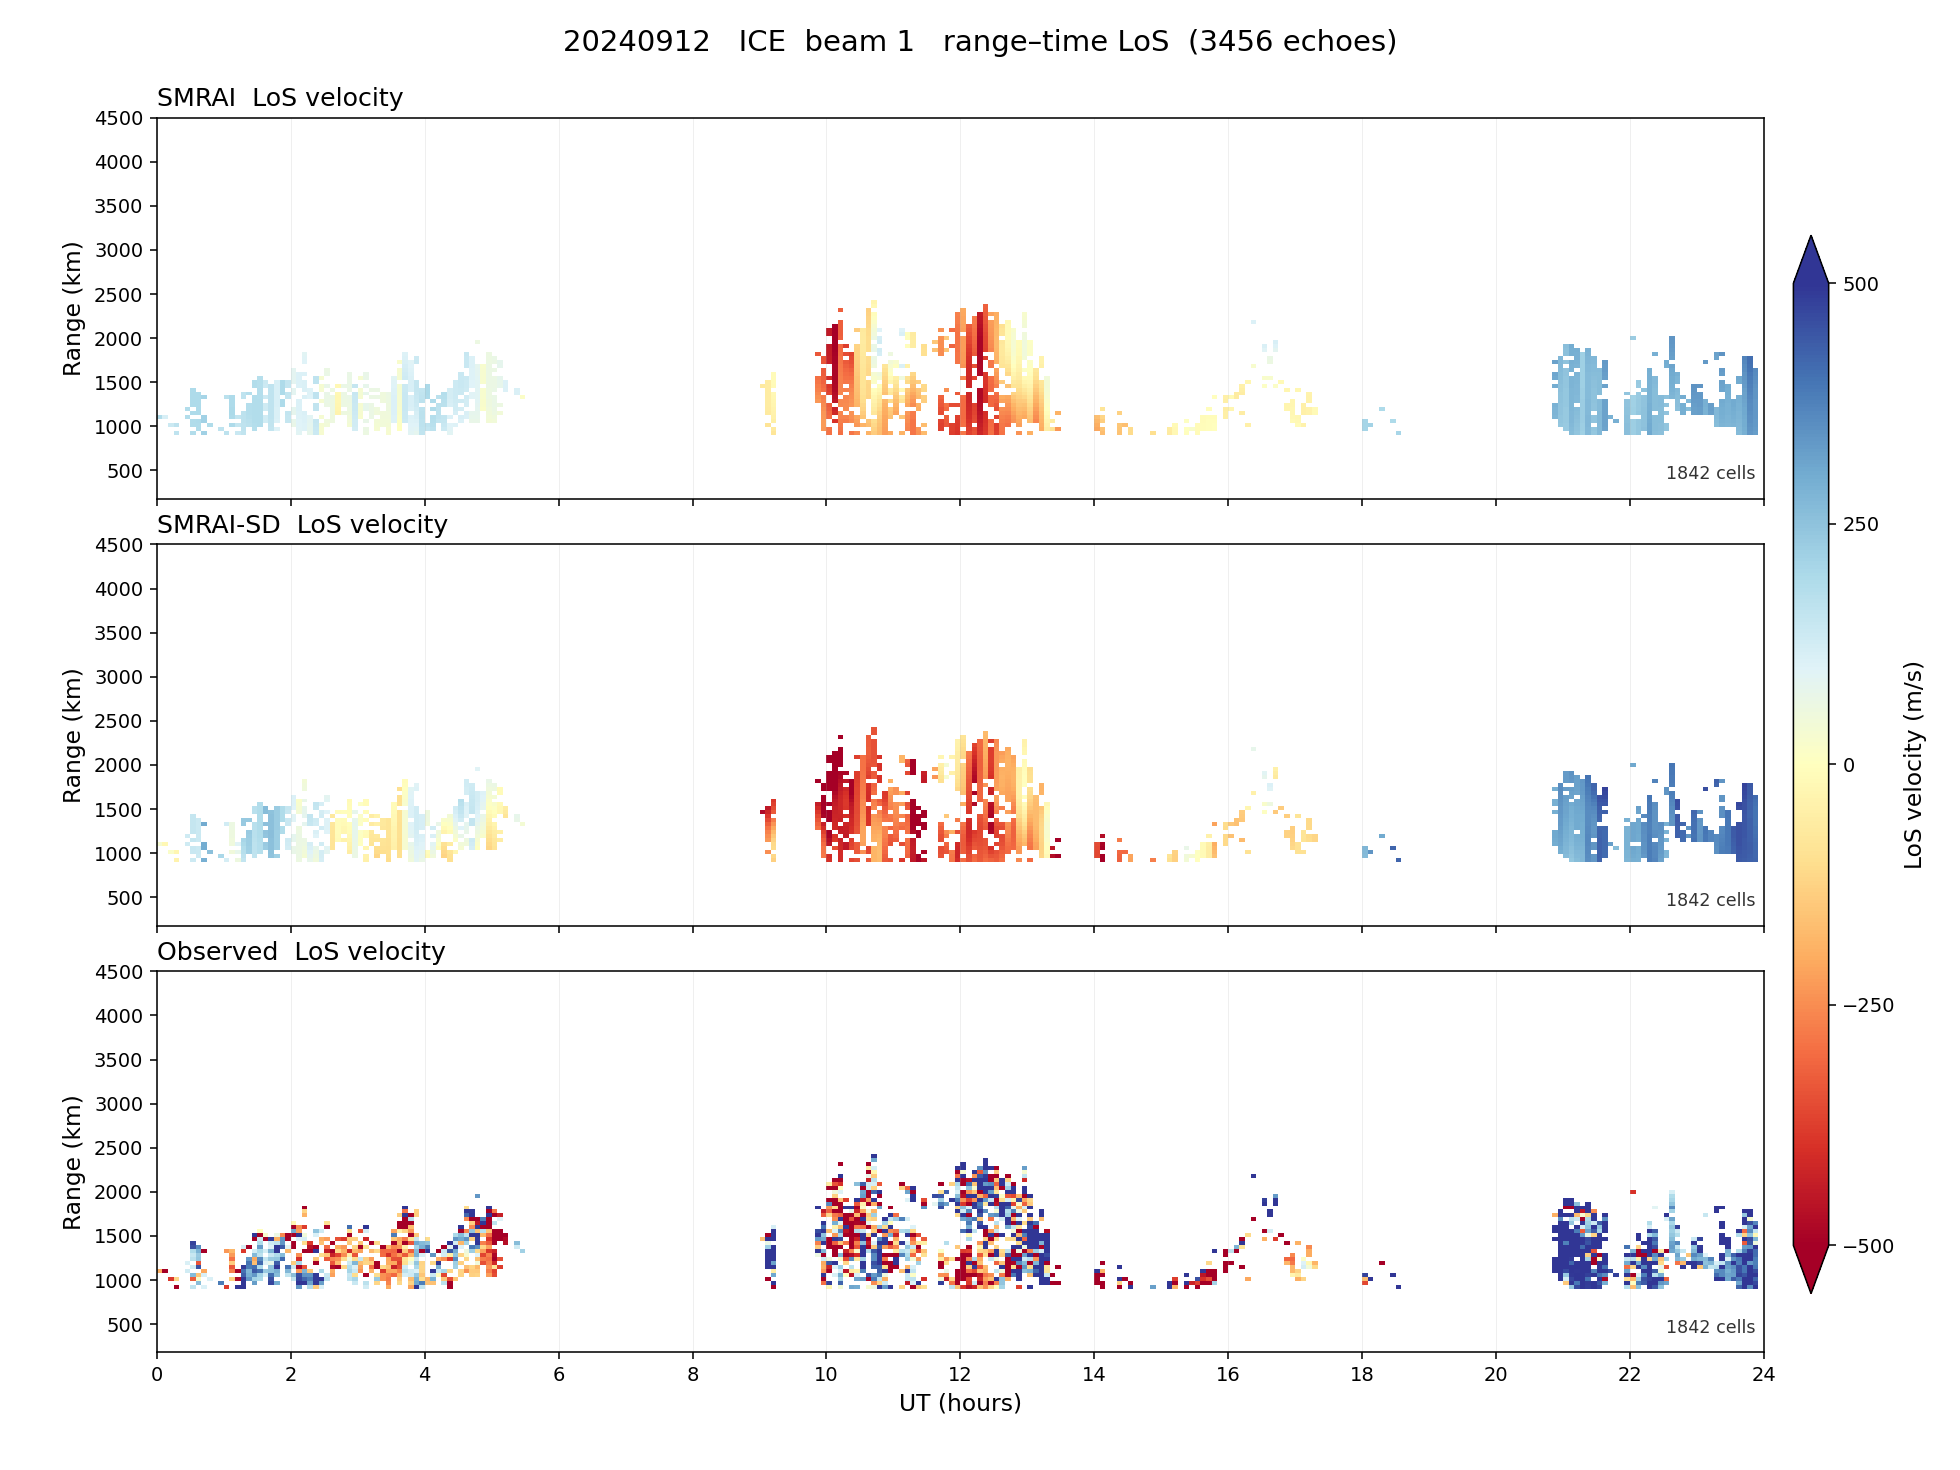 20240912   ICE  beam 1   range–time LoS  (3456 echoes)
SMRAI  LoS velocity
4500
4000
3500
3000
2500
2000
1500
1000
500
Range (km)
1842 cells
SMRAI-SD  LoS velocity
4500
4000
3500
3000
2500
2000
1500
1000
500
Range (km)
1842 cells
Observed  LoS velocity
4500
4000
3500
3000
2500
2000
1500
1000
500
Range (km)
1842 cells
0 2 4 6 8 10 12 14 16 18 20 22 24
UT (hours)
500
250
0
−250
−500
LoS velocity (m/s)